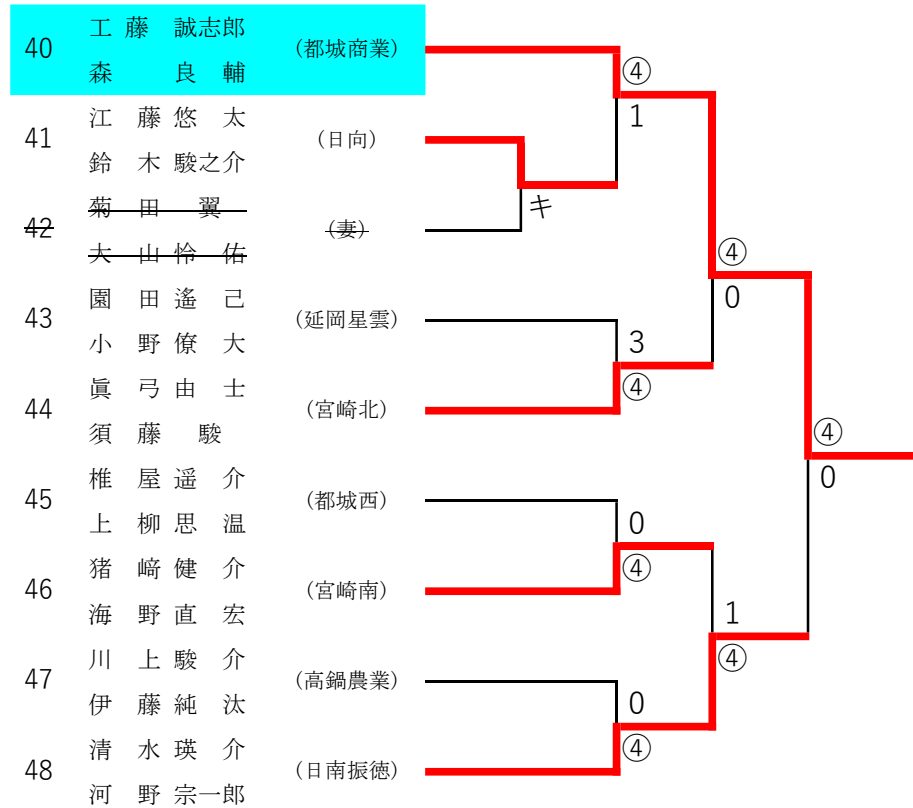 工藤 誠志郎
40 (都城商業)
森 良輔
④
江藤 悠太
1
41 (日向)
鈴木 駿之介
菊田 翼
キ
42 (妻)
大山 怜佑
④
園田 遙己
0
43 (延岡星雲)
小野 僚大
3
眞弓 由士
④
44 (宮崎北)
須藤 駿
④
椎屋 遥介
0
45 (都城西)
上柳 思温
0
猪﨑 健介
④
46 (宮崎南)
海野 直宏
1
川上 駿介
④
47 (高鍋農業)
伊藤 純汰
0
清水 瑛介
④
48 (日南振徳)
河野 宗一郎